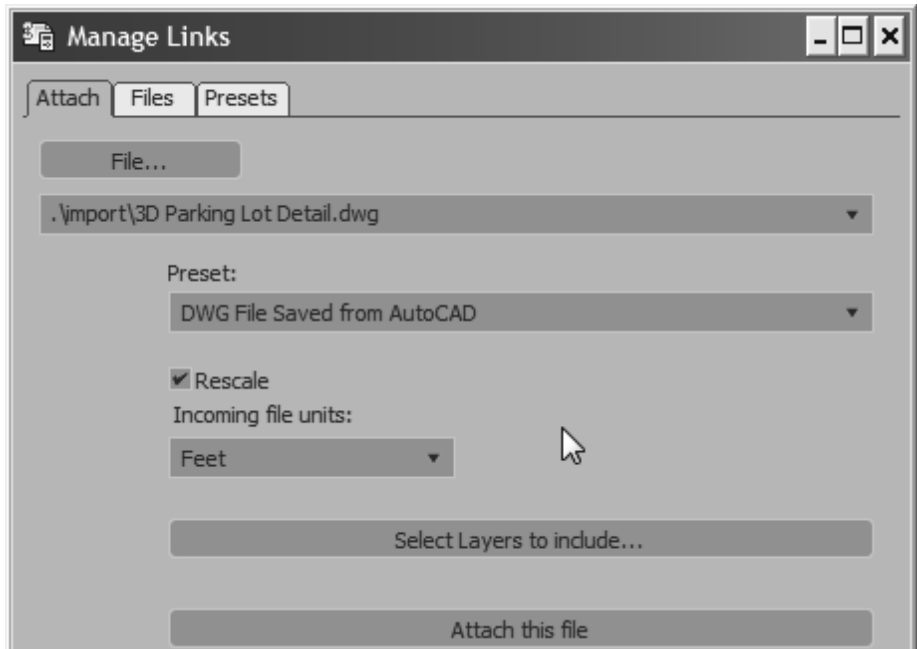 Manage Links
Attach Files Presets
File...
.\import\3D Parking Lot Detail.dwg
Preset:
DWG File Saved from AutoCAD
Rescale
Incoming file units:
Feet
Select Layers to include...
Attach this file